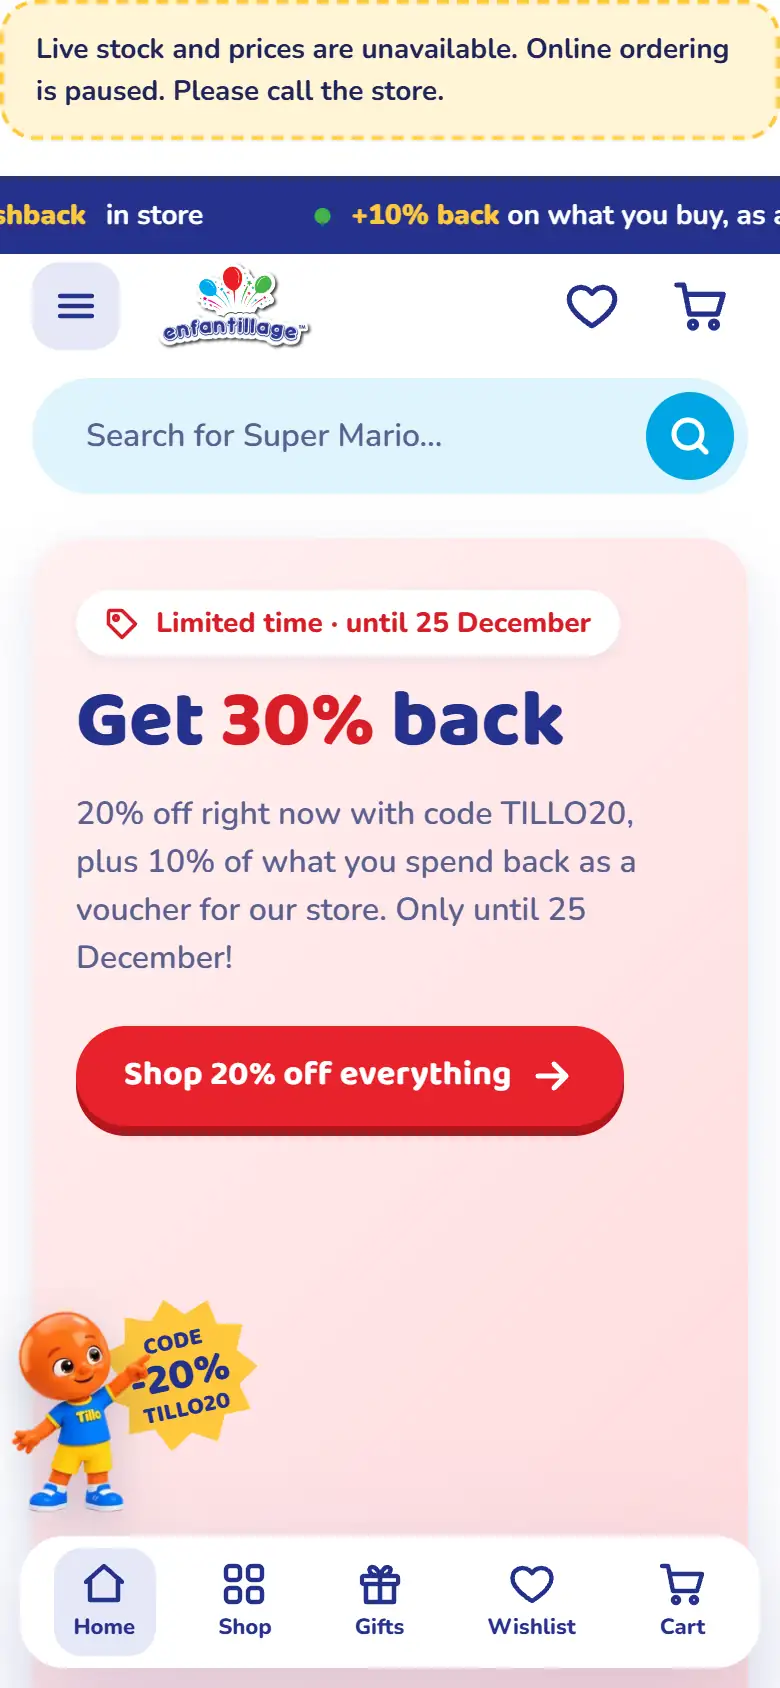 Live stock and prices are unavailable. Online ordering
is paused. Please call the store.
shback in store +10% back on what you buy, as a
enfantillage™
Search for Super Mario...
Limited time · until 25 December
Get 30% back
20% off right now with code TILLO20,
plus 10% of what you spend back as a
voucher for our store. Only until 25
December!
Shop 20% off everything
CODE
-20%
TILLO20
Tillo
Home Shop Gifts Wishlist Cart